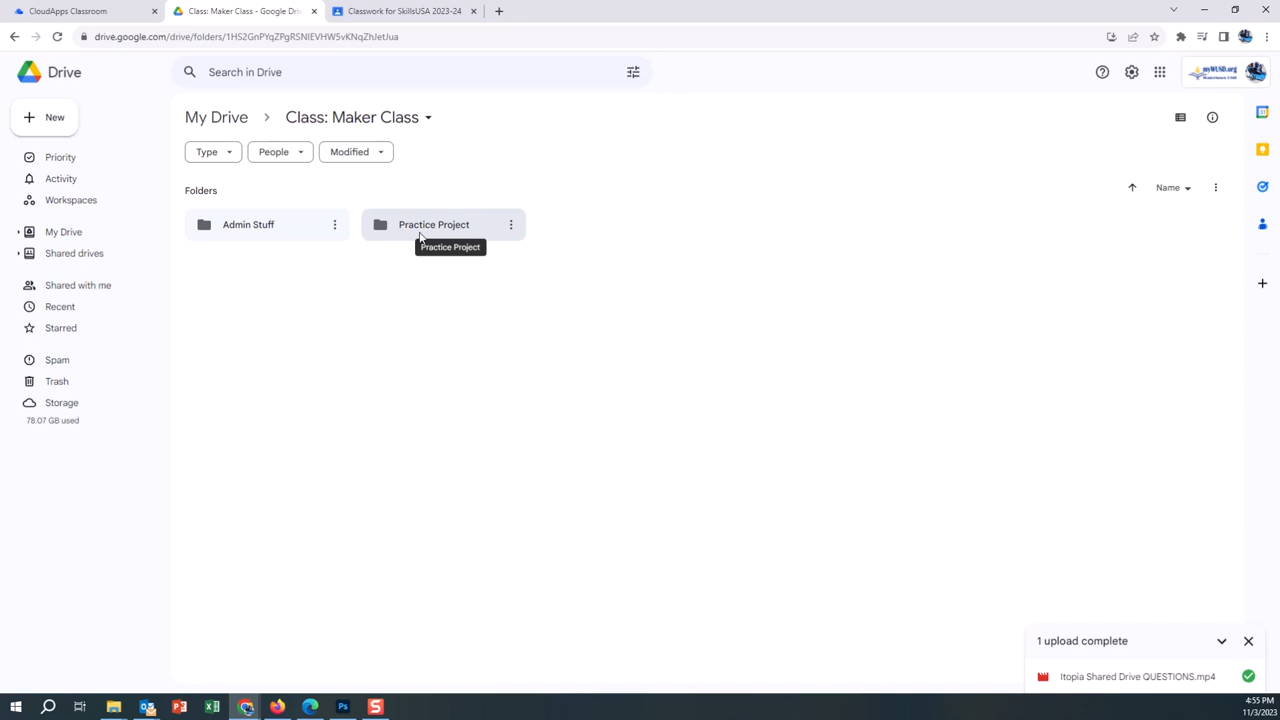 CloudApps Classroom
Class: Maker Class - Google Dri
Classwork for SkillsUSA 2023-24
drive.google.com/drive/folders/1HS2GnPYqZPgRSNIEVHW5vKNqZhJetJua
Drive
Search in Drive
myWUSD.org
New
My Drive > Class: Maker Class
Type
People
Modified
Priority
Activity
Workspaces
Folders
Name
Admin Stuff
Practice Project
Practice Project
My Drive
Shared drives
Shared with me
Recent
Starred
Spam
Trash
Storage
78.07 GB used
1 upload complete
Itopia Shared Drive QUESTIONS.mp4
4:55 PM
11/3/2023